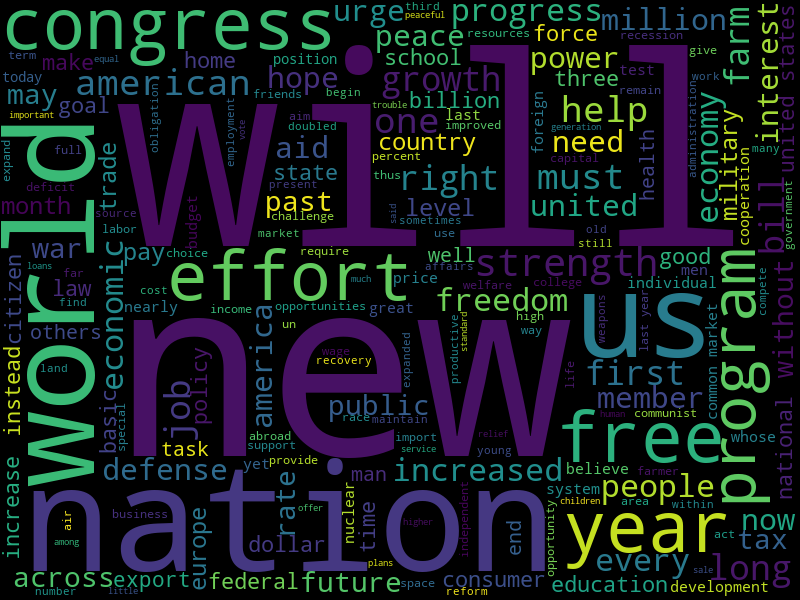 congress
urge
third
peaceful
progress
million
recession
term
make
home
position
peace
resources
force
give
today
american
hope
school
power
three
test
work
farm
important
may
goal
obligation
friends
begin
trouble
growth
billion
remain
equal
will
doubled
improved
one
last
foreign
help
generation
interest
united states
expand
full
employment
vote
aim
aid
country
need
capital
economy
military
administration
many
deficit
world
trade
percent
state
right
must
health
cooperation
month
source
budget
present
past
thus
level
united
said
sometimes
use
old
still
bill
government
war
labor
choice
challenge
market
law
pay
require
effort
well
strength
good
men
without
citizen
loans
far
find
economic
cost
income
opportunities
much
affairs
price
welfare
college
individual
compete
others
nearly
great
freedom
high
way
weapons
last year
common market
program
national
instead
land
basic
special
job
policy
america
new
un
wage
recovery
expanded
standard
productive
us
first
life
member
public
race
maintain
human
communist
whose
task
abroad
support
import
service
relief
young
free
defense
yet
provide
man
increased
believe
farmer
increase
air
nation
rate
nuclear
time
independent
opportunity
system
area
within
people
children
year
now
tax
long
among
business
europe
dollar
offer
higher
end
every
act
across
export
federal
future
plans
space
consumer
reform
education
sale
development
number
little